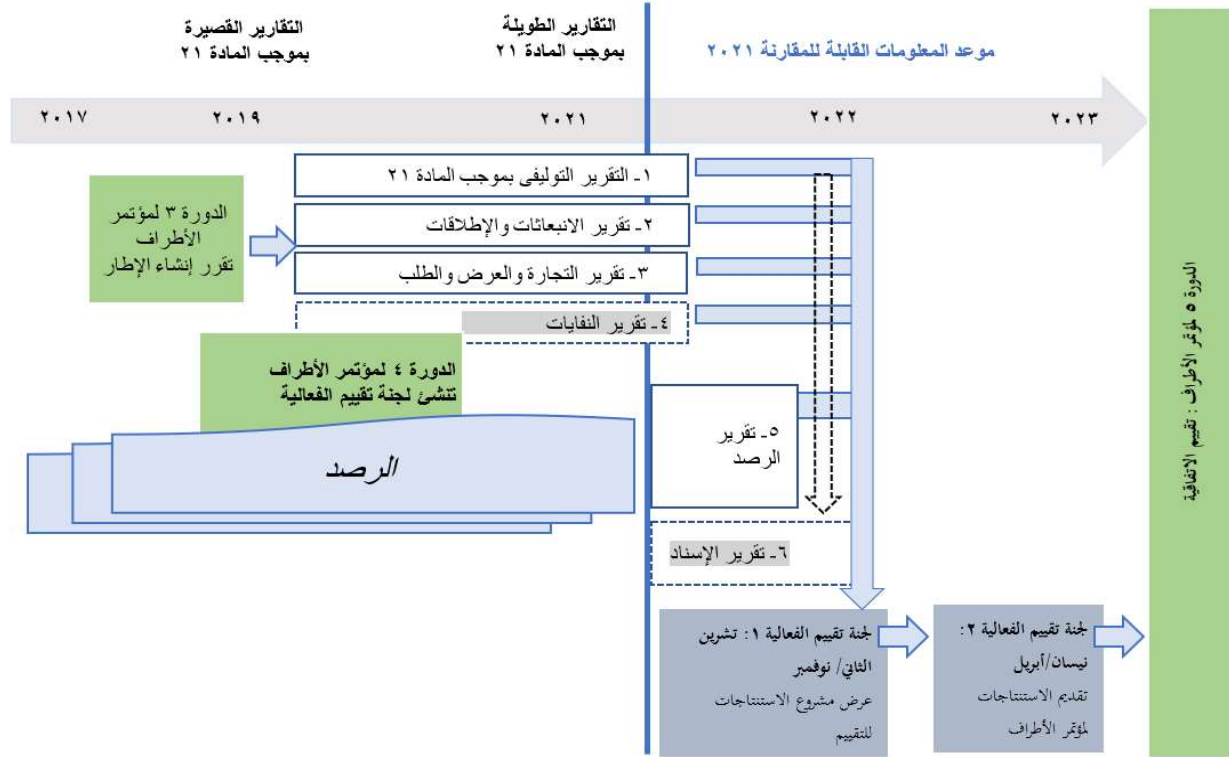 التقارير القصيرة
بموجب المادة ٢١
التقارير الطويلة
بموجب المادة ٢١
موعد المعلومات القابلة للمقارنة ٢٠٢١
٢٠١٧
٢٠١٩
٢٠٢١
٢٠٢٢
٢٠٢٣
١- التقرير التوليفي بموجب المادة ٢١
٢- تقرير الانبعاثات والإطلاقات
٣- تقرير التجارة والعرض والطلب
٤- تقرير النفايات
الدورة ٣ لمؤتمر
الأطراف
تقرر إنشاء الإطار
الدورة ٤ لمؤتمر الأطراف
تنشئ لجنة تقييم الفعالية
الرصد
٥- تقرير
الرصد
٦- تقرير الإسناد
لجنة تقييم الفعالية ١: تشرين
الثاني/ نوفمبر
عرض مشروع الاستنتاجات
للتقييم
لجنة تقييم الفعالية ٢:
نيسان/أبريل
تقديم الاستنتاجات
لمؤتمر الأطراف
الدورة ٥ لمؤتمر الأطراف: تقييم الاتفاقية